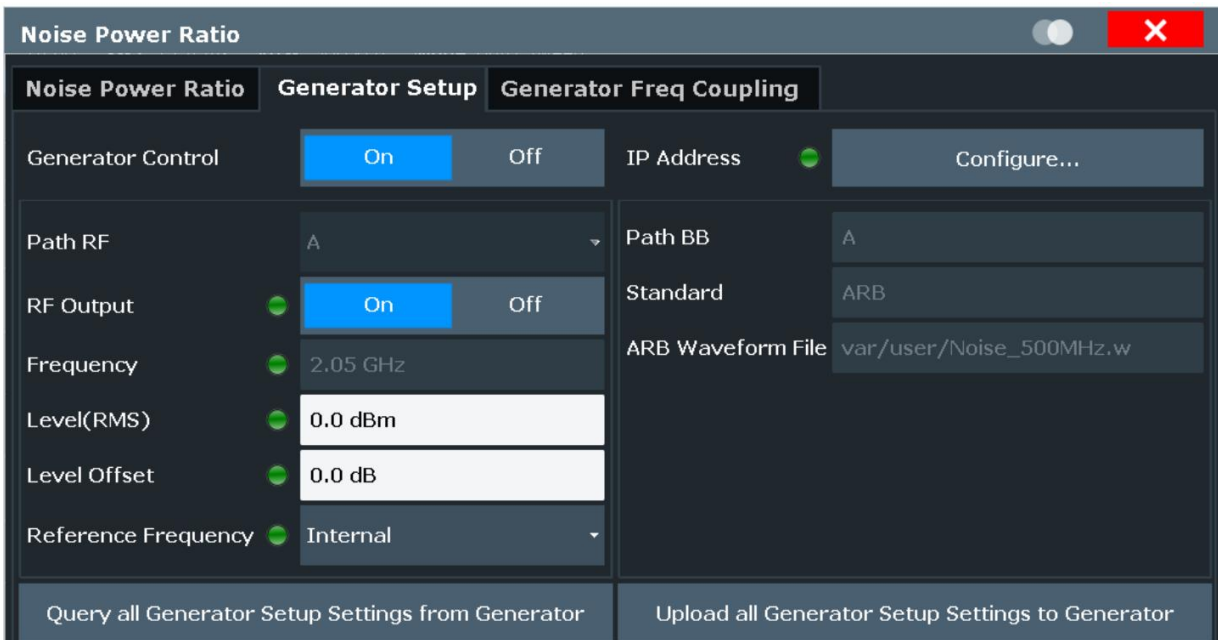 Noise Power Ratio
Noise Power Ratio Generator Setup Generator Freq Coupling
Generator Control On Off IP Address Configure...
Path RF A Path BB A
RF Output On Off Standard ARB
Frequency 2.05 GHz ARB Waveform File var/user/Noise_500MHz.w
Level(RMS) 0.0 dBm
Level Offset 0.0 dB
Reference Frequency Internal
Query all Generator Setup Settings from Generator Upload all Generator Setup Settings to Generator